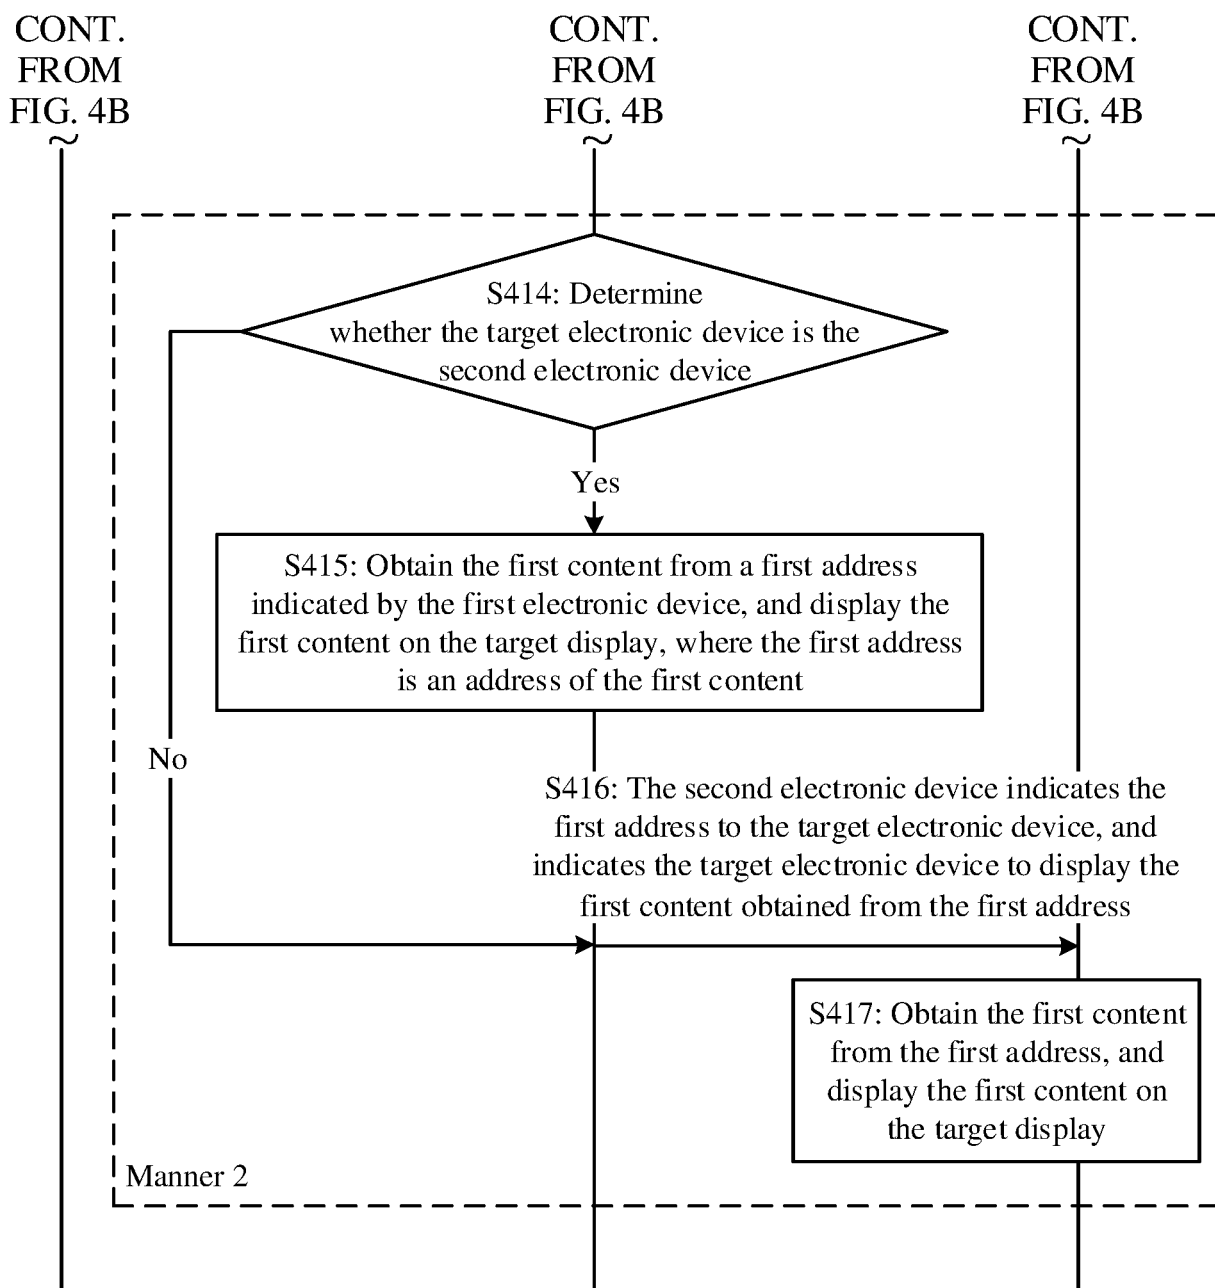 CONT.
FROM
FIG. 4B
CONT.
FROM
FIG. 4B
CONT.
FROM
FIG. 4B
S414: Determine
whether the target electronic device is the
second electronic device
Yes
S415: Obtain the first content from a first address
indicated by the first electronic device, and display the
first content on the target display, where the first address
is an address of the first content
No
S416: The second electronic device indicates the
first address to the target electronic device, and
indicates the target electronic device to display the
first content obtained from the first address
S417: Obtain the first content
from the first address, and
display the first content on
the target display
Manner 2